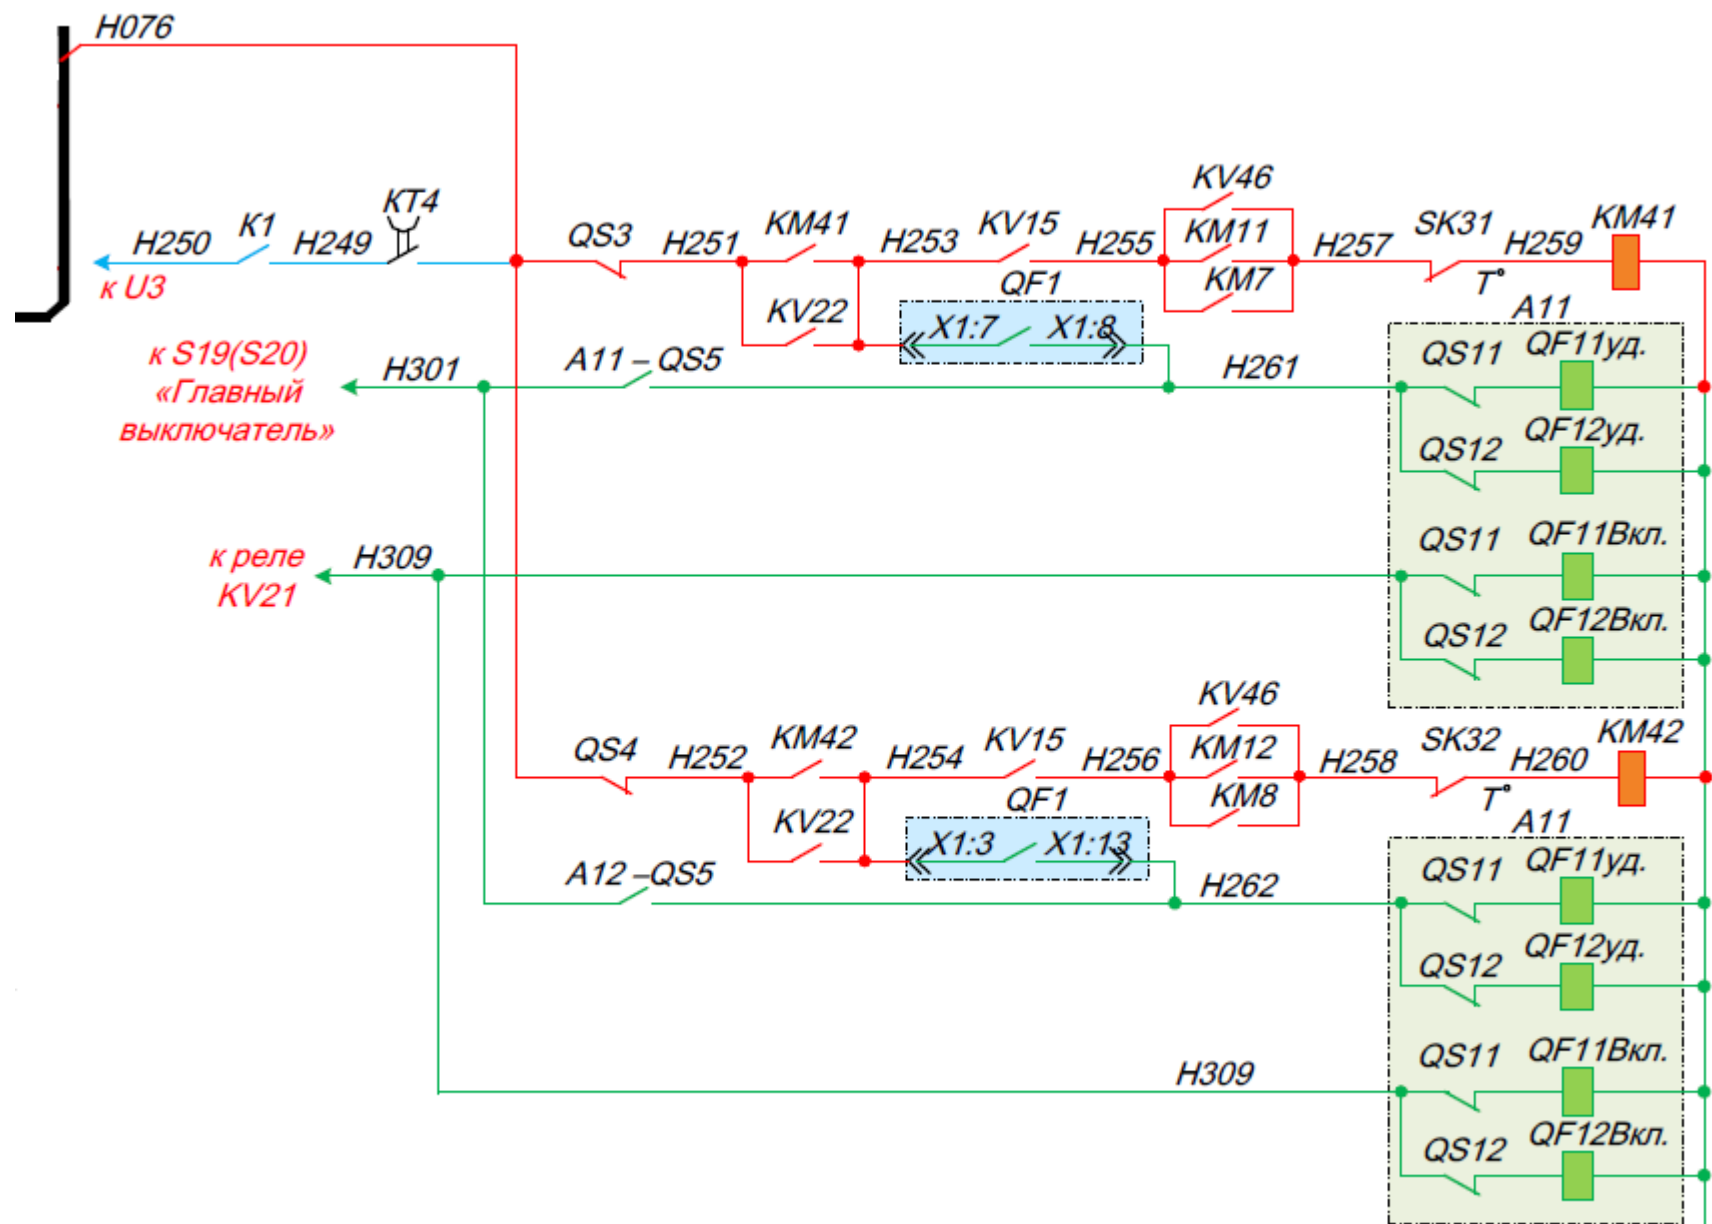 H076
KV46
КТ4
К1
H250
H249
QS3
H251
KM41
H253
KV15
H255
KM11
H257
SK31
H259
KM41
к U3
KV22
QF1
KM7
T°
A11
X1:7
X1:8
к S19(S20)
«Главный
выключатель»
H301
A11 – QS5
H261
QS11
QF11уд.
QS12
QF12уд.
к реле
KV21
H309
QS11
QF11Вкл.
QS12
QF12Вкл.
KV46
QS4
H252
KM42
H254
KV15
H256
KM12
H258
SK32
H260
KM42
KV22
QF1
KM8
T°
A11
X1:3
X1:13
A12 –QS5
H262
QS11
QF11уд.
QS12
QF12уд.
H309
QS11
QF11Вкл.
QS12
QF12Вкл.